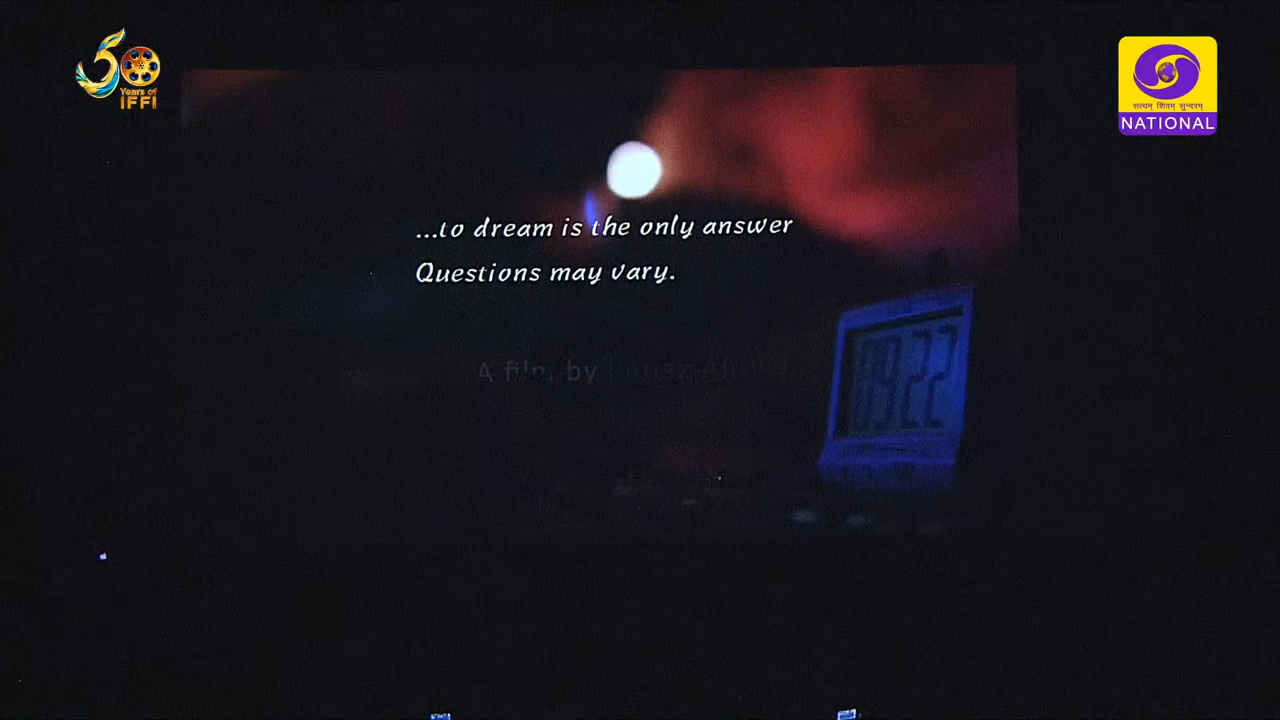 50
Years of
IFFI
सत्यम् शिवम् सुन्दरम्
NATIONAL
...to dream is the only answer
Questions may vary.
A film by
0922